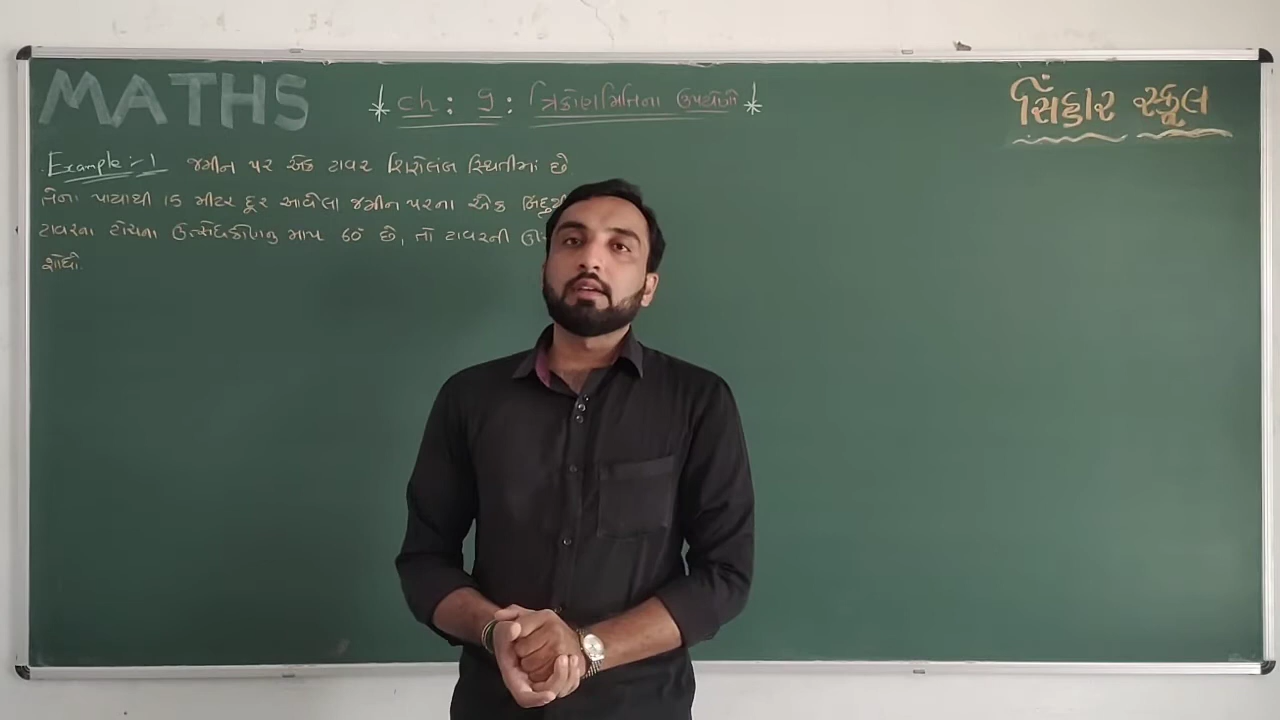 MATHS
ch : 9 : ત્રિકોણમિતિના ઉપયોગો
સિંહાર સ્કૂલ
Example :- 1 જમીન પર એક ટાવર શિરોલંબ સ્થિતીમાં છે
તેના પાયાથી 15 મીટર દૂર આવેલા જમીન પરના એક
ટાવરના ટોચના ઉત્સેધકોણનુ માપ 60° છે, તો ટાવરની
શોધો.